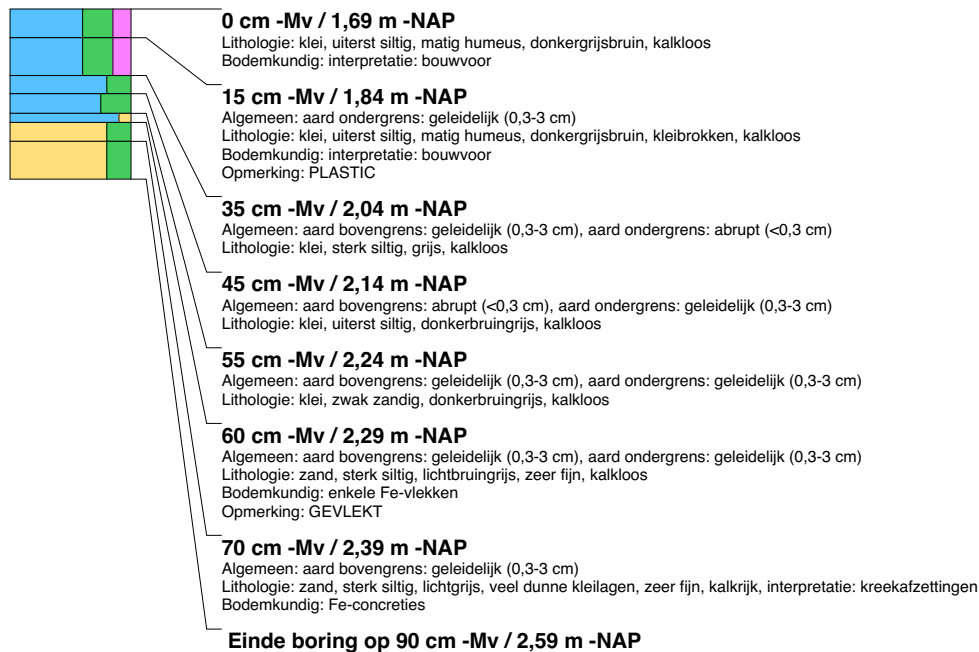 0 cm -Mv / 1,69 m -NAP
Lithologie: klei, uiterst siltig, matig humeus, donkergrijsbruin, kalkloos
Bodemkundig: interpretatie: bouwvoor
15 cm -Mv / 1,84 m -NAP
Algemeen: aard ondergrens: geleidelijk (0,3-3 cm)
Lithologie: klei, uiterst siltig, matig humeus, donkergrijsbruin, kleibrokken, kalkloos
Bodemkundig: interpretatie: bouwvoor
Opmerking: PLASTIC
35 cm -Mv / 2,04 m -NAP
Algemeen: aard bovengrens: geleidelijk (0,3-3 cm), aard ondergrens: abrupt (<0,3 cm)
Lithologie: klei, sterk siltig, grijs, kalkloos
45 cm -Mv / 2,14 m -NAP
Algemeen: aard bovengrens: abrupt (<0,3 cm), aard ondergrens: geleidelijk (0,3-3 cm)
Lithologie: klei, uiterst siltig, donkerbruingrijs, kalkloos
55 cm -Mv / 2,24 m -NAP
Algemeen: aard bovengrens: geleidelijk (0,3-3 cm), aard ondergrens: geleidelijk (0,3-3 cm)
Lithologie: klei, zwak zandig, donkerbruingrijs, kalkloos
60 cm -Mv / 2,29 m -NAP
Algemeen: aard bovengrens: geleidelijk (0,3-3 cm), aard ondergrens: geleidelijk (0,3-3 cm)
Lithologie: zand, sterk siltig, lichtbruingrijs, zeer fijn, kalkloos
Bodemkundig: enkele Fe-vlekken
Opmerking: GEVLEKT
70 cm -Mv / 2,39 m -NAP
Algemeen: aard bovengrens: geleidelijk (0,3-3 cm)
Lithologie: zand, sterk siltig, lichtgrijs, veel dunne kleilagen, zeer fijn, kalkrijk, interpretatie: kreekafzettingen
Bodemkundig: Fe-concreties
Einde boring op 90 cm -Mv / 2,59 m -NAP